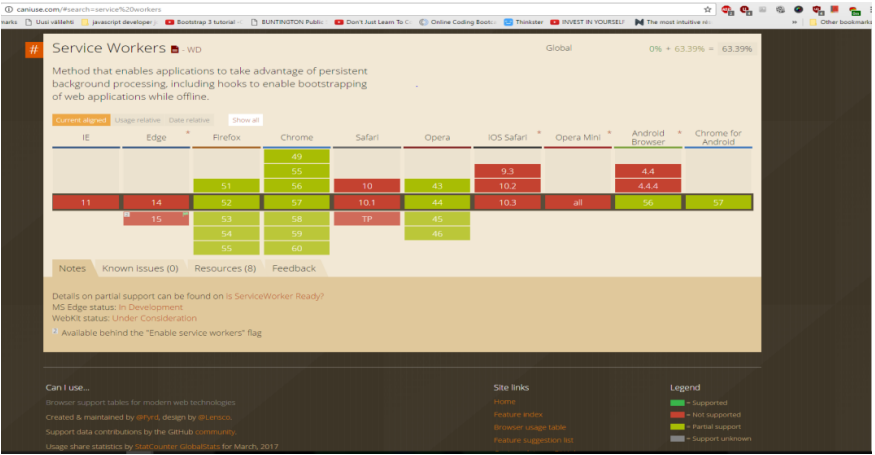 caniuse.com/#search=service%20workers
marks Uusi välilehti javascript developer Bootstrap 3 tutorial BUNTINGTON Public Don't Just Learn To Online Coding Bootc Thinkster INVEST IN YOURSELF The most intuitive Other bookmarks
# Service Workers - WD Global 0% + 63.39% = 63.39%
Method that enables applications to take advantage of persistent
background processing, including hooks to enable bootstrapping
of web applications while offline.
Current aligned Usage relative Date relative Show all
IE Edge * Firefox Chrome Safari Opera iOS Safari * Opera Mini * Android Browser * Chrome for Android
49
55 9.3 4.4
51 56 10 43 10.2 4.4.4
11 14 52 57 10.1 44 10.3 all 56 57
15 53 58 TP 45
54 59 46
55 60
Notes Known issues (0) Resources (8) Feedback
Details on partial support can be found on Is ServiceWorker Ready?
MS Edge status: In Development
WebKit status: Under Consideration
Available behind the "Enable service workers" flag
Can I use... Site links Legend
Browser support tables for modern web technologies Home = Supported
Created & maintained by @Fyrd, design by @Lensco. Feature index = Not supported
Support data contributions by the GitHub community. Browser usage table = Partial support
Usage share statistics by StatCounter GlobalStats for March, 2017 Feature suggestion list = Support unknown